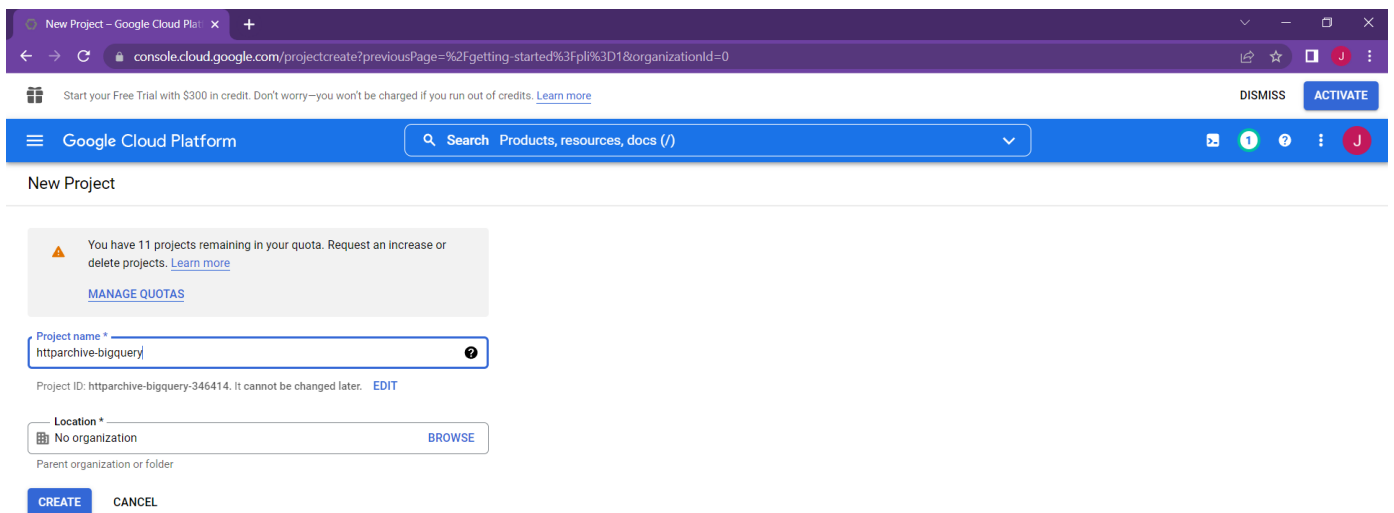 New Project – Google Cloud Plat
console.cloud.google.com/projectcreate?previousPage=%2Fgetting-started%3Fpli%3D1&organizationId=0
J
Start your Free Trial with $300 in credit. Don't worry—you won't be charged if you run out of credits. Learn more
DISMISS
ACTIVATE
Google Cloud Platform
Search Products, resources, docs (/)
1
J
New Project
You have 11 projects remaining in your quota. Request an increase or
delete projects. Learn more
MANAGE QUOTAS
Project name *
httparchive-bigquery
Project ID: httparchive-bigquery-346414. It cannot be changed later. EDIT
Location *
No organization
BROWSE
Parent organization or folder
CREATE
CANCEL